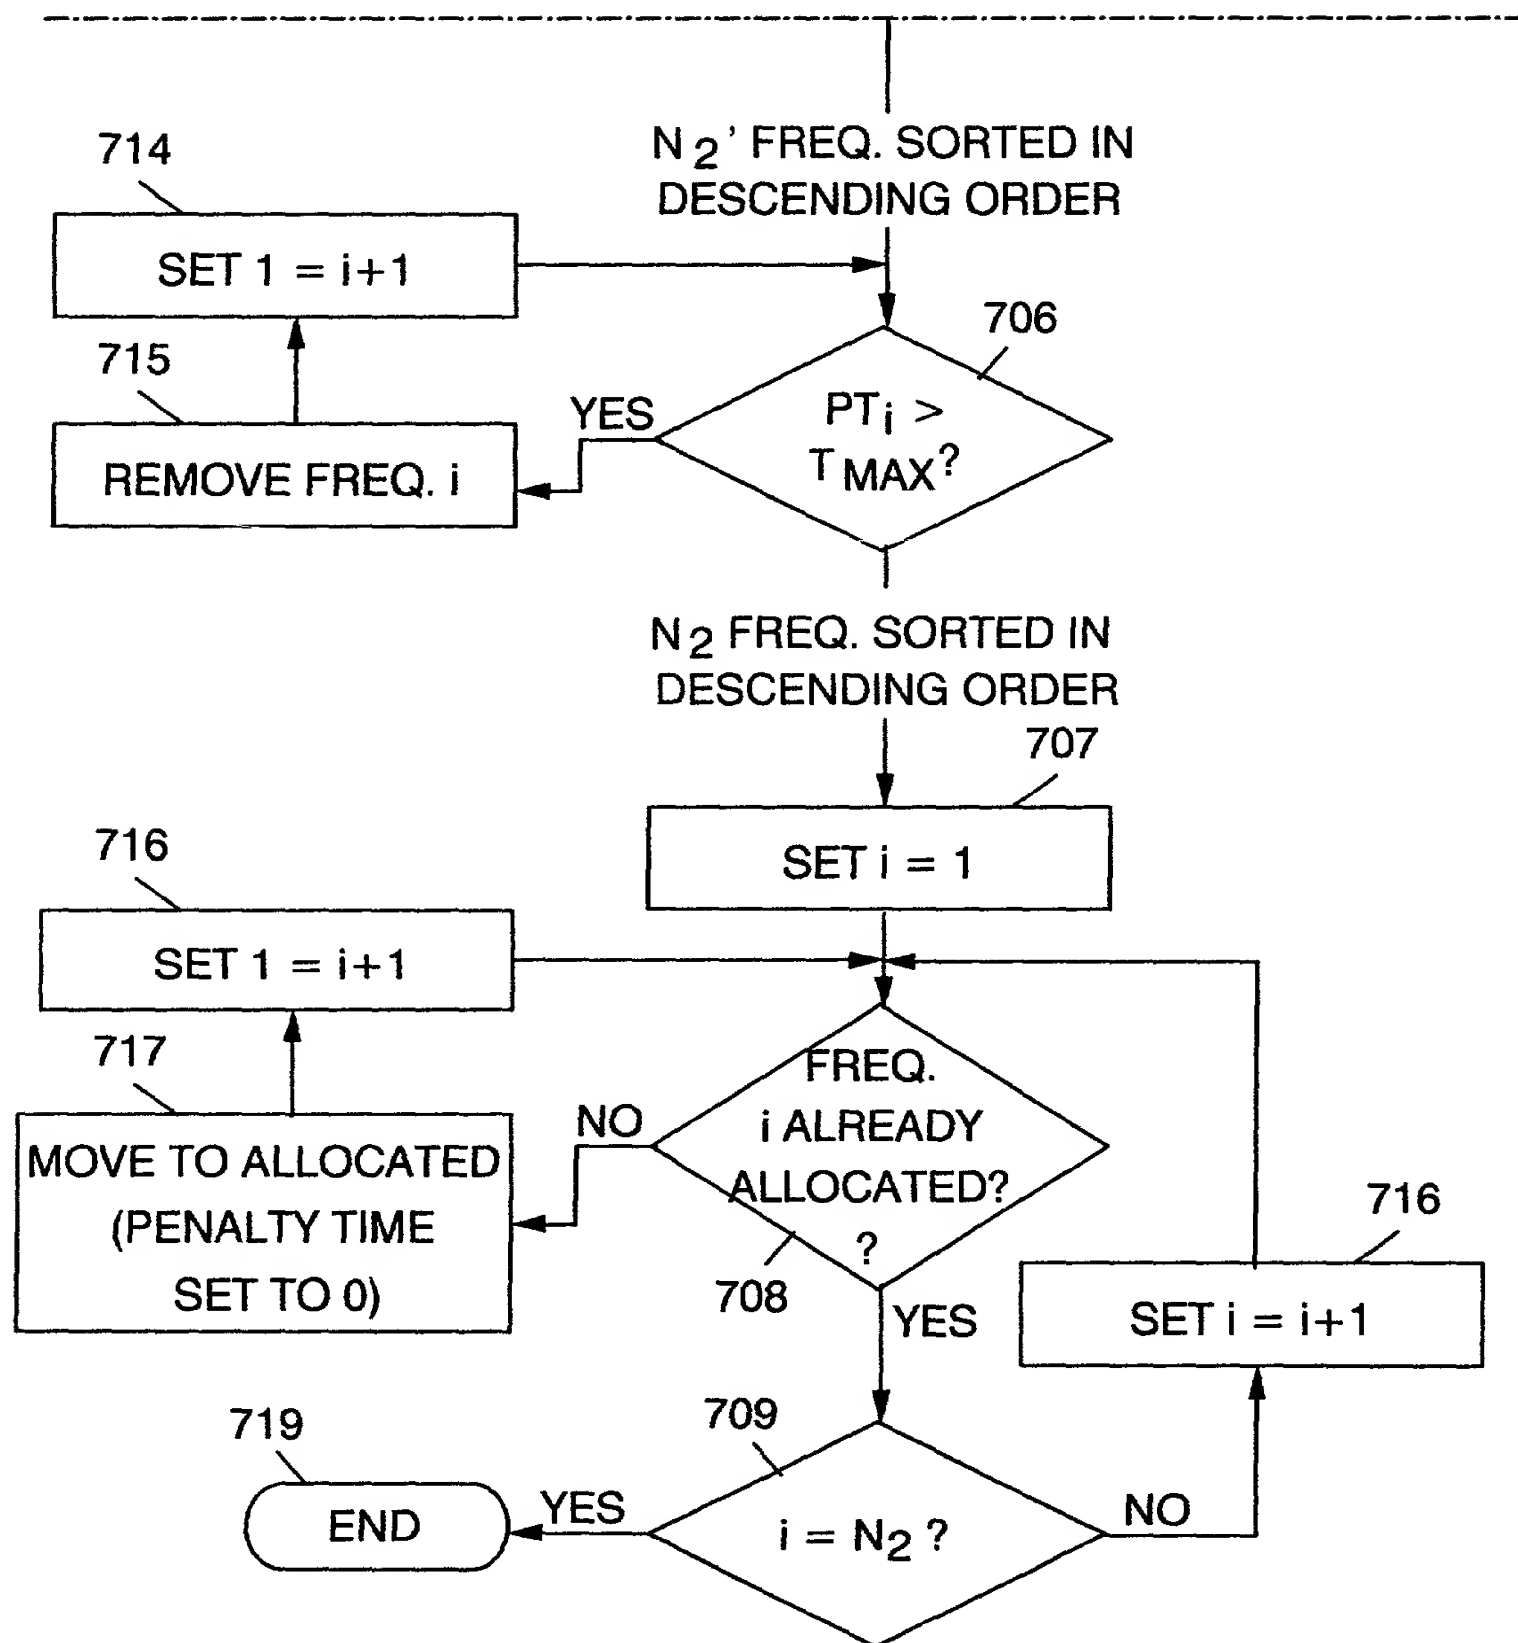 N2' FREQ. SORTED IN
DESCENDING ORDER
714
SET 1 = i+1
706
715
YES
PTi >
TMAX?
REMOVE FREQ. i
N2 FREQ. SORTED IN
DESCENDING ORDER
707
SET i = 1
716
SET 1 = i+1
717
FREQ.
i ALREADY
ALLOCATED?
?
NO
MOVE TO ALLOCATED
(PENALTY TIME
SET TO 0)
708
YES
716
SET i = i+1
709
719
END
YES
i = N2 ?
NO